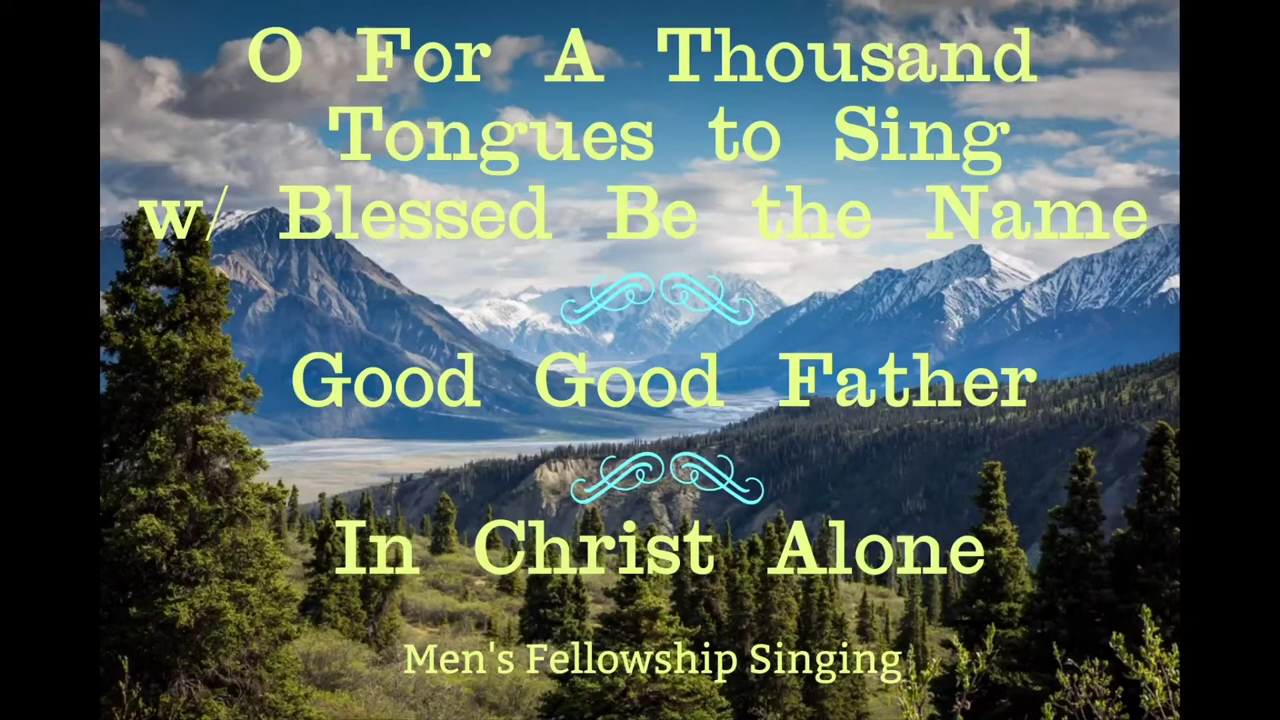 O For A Thousand
Tongues to Sing
w/ Blessed Be the Name
Good Good Father
In Christ Alone
Men's Fellowship Singing